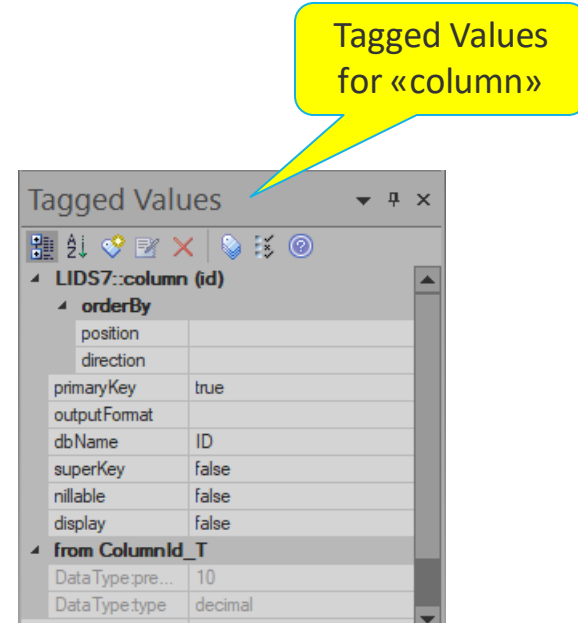 Tagged Values
for «column»
Tagged Values
LIDS7::column (id)
orderBy
position
direction
primaryKey true
outputFormat
dbName ID
superKey false
nillable false
display false
from ColumnId_T
DataType:pre... 10
DataType:type decimal